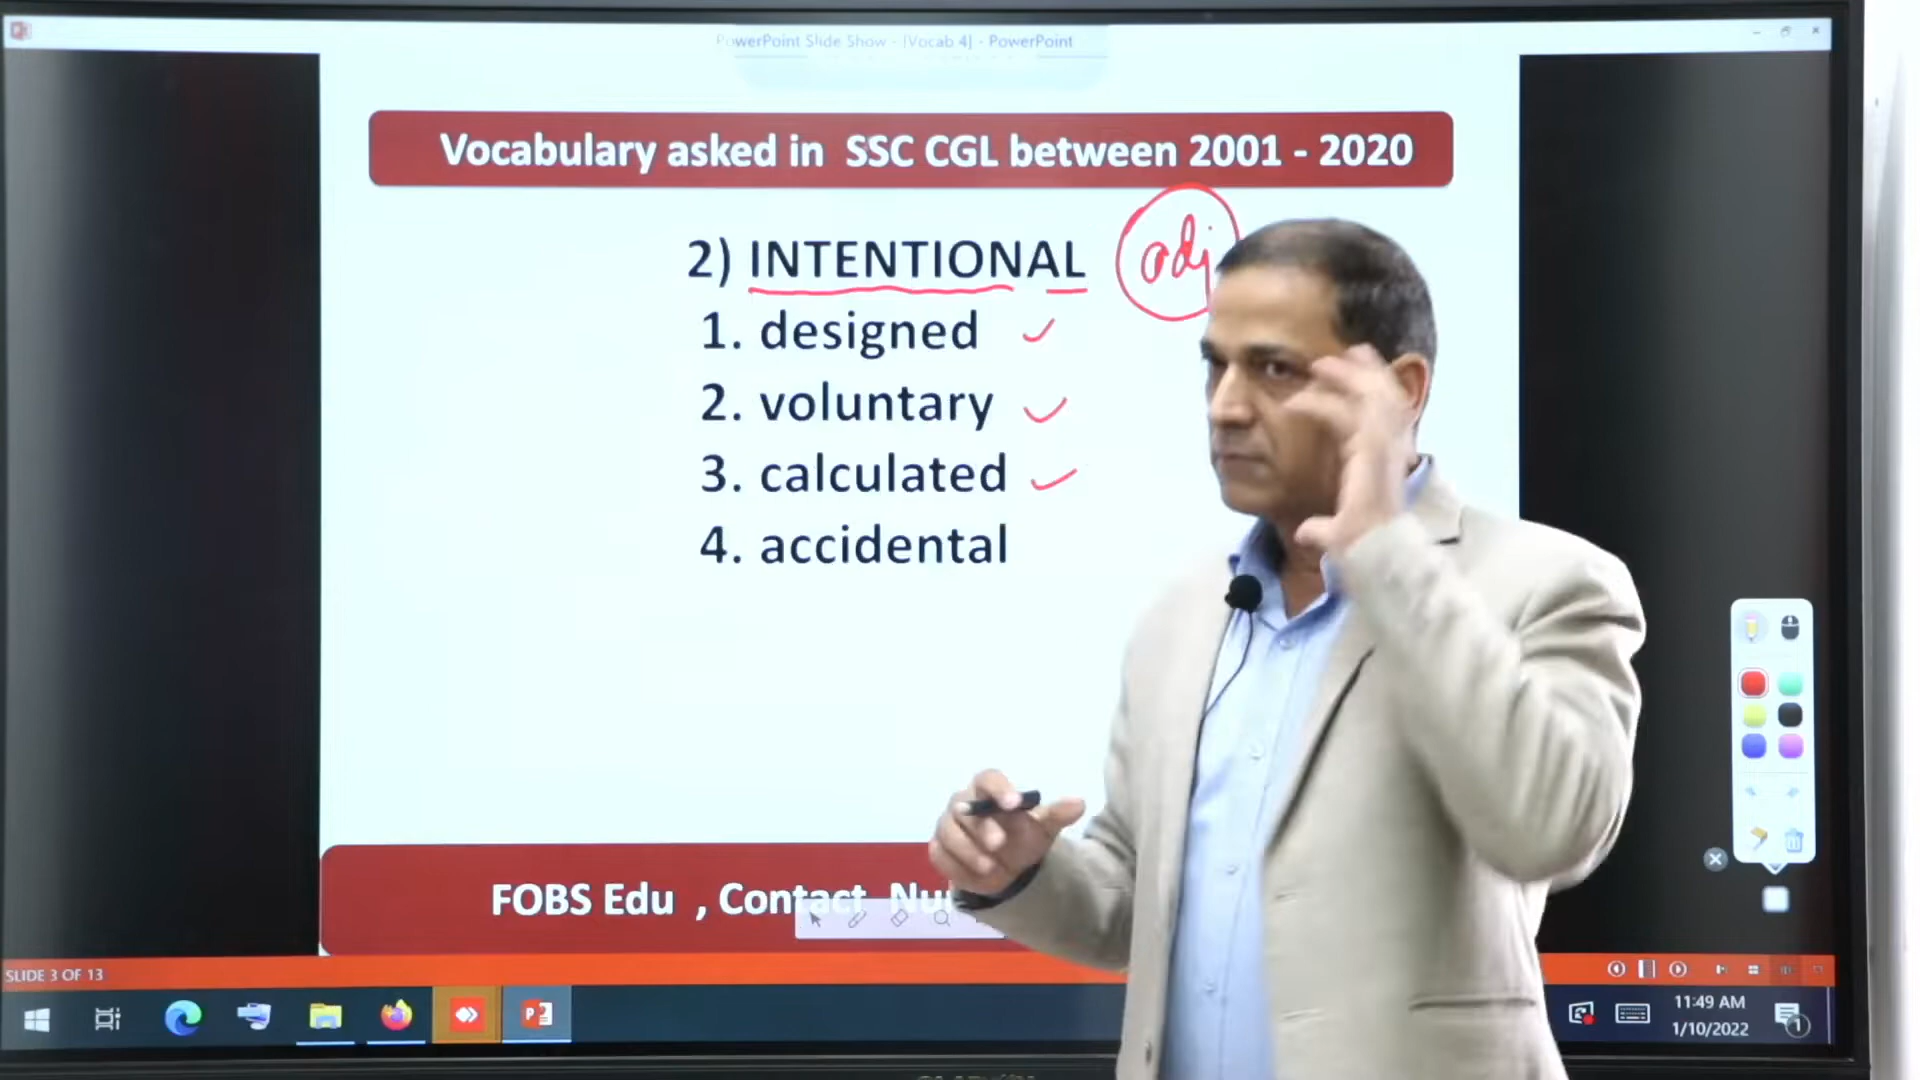 PowerPoint Slide Show - [Vocab 4] - PowerPoint
Vocabulary asked in SSC CGL between 2001 - 2020
2) INTENTIONAL adj
1. designed
2. voluntary
3. calculated
4. accidental
FOBS Edu , Contact
SLIDE 3 OF 13
11:49 AM
1/10/2022
1